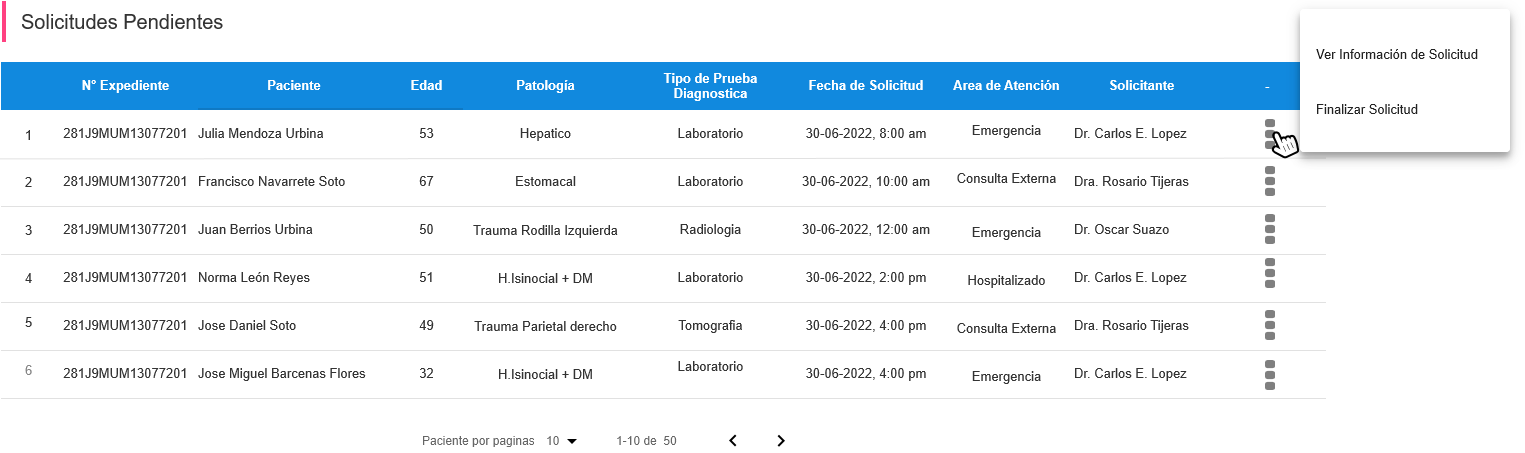 Solicitudes Pendientes
Ver Información de Solicitud
Finalizar Solicitud
N° Expediente Paciente Edad Patología Tipo de Prueba Diagnostica Fecha de Solicitud Area de Atención Solicitante -
1 281J9MUM13077201 Julia Mendoza Urbina 53 Hepatico Laboratorio 30-06-2022, 8:00 am Emergencia Dr. Carlos E. Lopez
2 281J9MUM13077201 Francisco Navarrete Soto 67 Estomacal Laboratorio 30-06-2022, 10:00 am Consulta Externa Dra. Rosario Tijeras
3 281J9MUM13077201 Juan Berrios Urbina 50 Trauma Rodilla Izquierda Radiologia 30-06-2022, 12:00 am Emergencia Dr. Oscar Suazo
4 281J9MUM13077201 Norma León Reyes 51 H.Isinocial + DM Laboratorio 30-06-2022, 2:00 pm Hospitalizado Dr. Carlos E. Lopez
5 281J9MUM13077201 Jose Daniel Soto 49 Trauma Parietal derecho Tomografia 30-06-2022, 4:00 pm Consulta Externa Dra. Rosario Tijeras
6 281J9MUM13077201 Jose Miguel Barcenas Flores 32 H.Isinocial + DM Laboratorio 30-06-2022, 4:00 pm Emergencia Dr. Carlos E. Lopez
Paciente por paginas 10 1-10 de 50